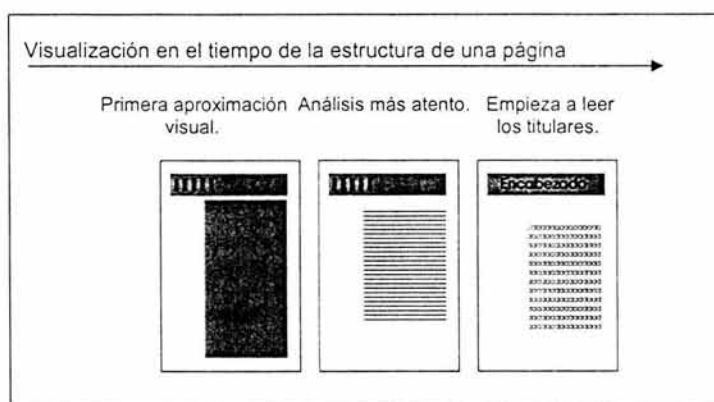 Visualización en el tiempo de la estructura de una página
Primera aproximación visual.
Análisis más atento.
Empieza a leer los titulares.
Encabezado